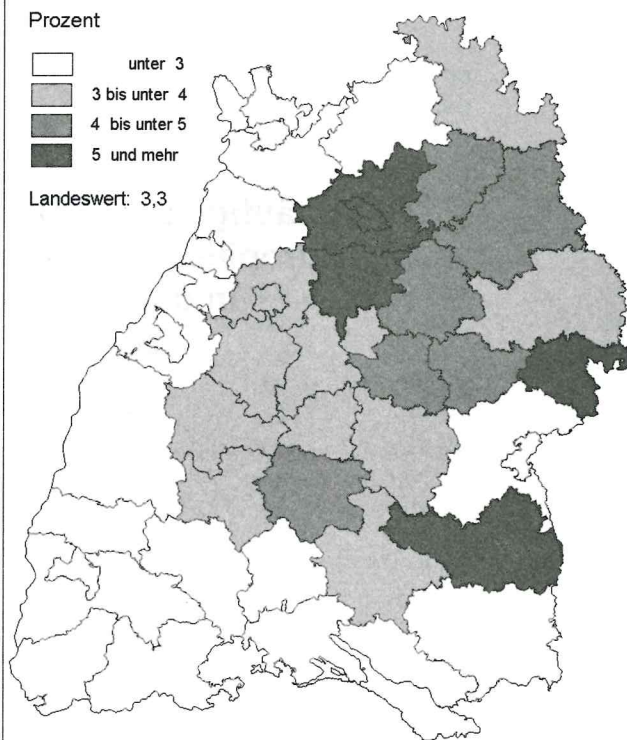 Prozent
unter 3
3 bis unter 4
4 bis unter 5
5 und mehr
Landeswert: 3,3